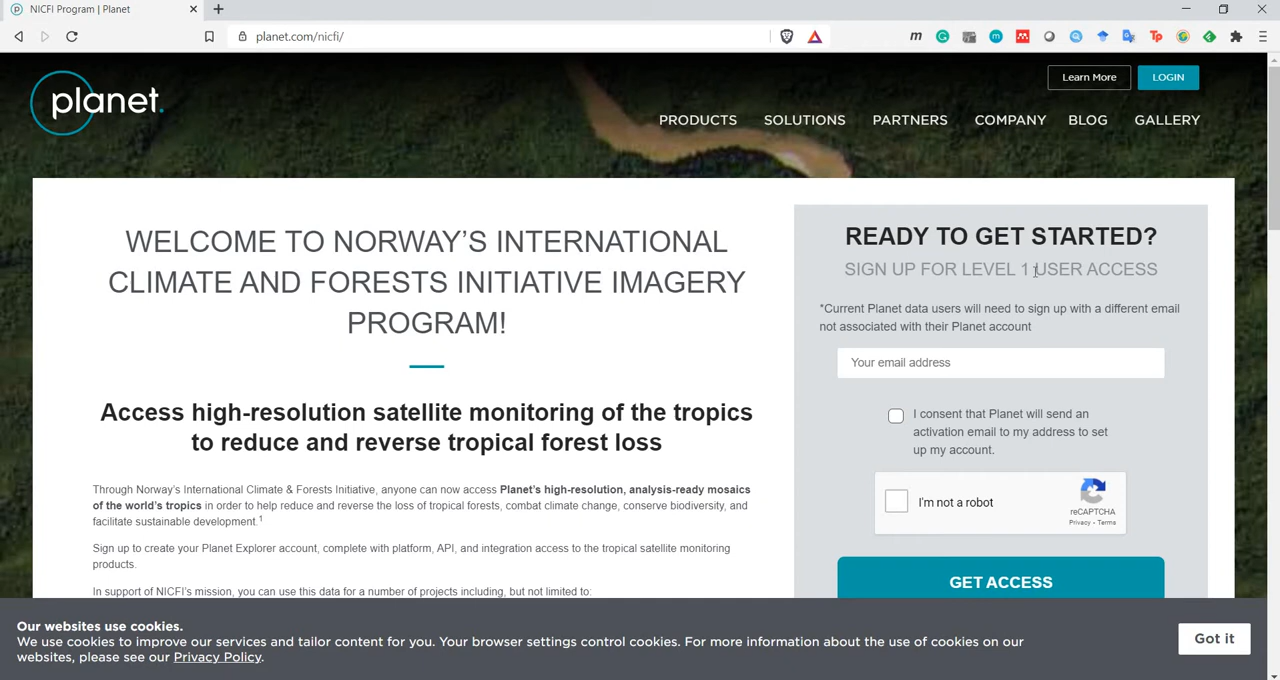 NICFI Program | Planet
planet.com/nicfi/
planet.
Learn More
LOGIN
PRODUCTS SOLUTIONS PARTNERS COMPANY BLOG GALLERY
WELCOME TO NORWAY'S INTERNATIONAL
CLIMATE AND FORESTS INITIATIVE IMAGERY
PROGRAM!
Access high-resolution satellite monitoring of the tropics
to reduce and reverse tropical forest loss
Through Norway's International Climate & Forests Initiative, anyone can now access Planet's high-resolution, analysis-ready mosaics
of the world's tropics in order to help reduce and reverse the loss of tropical forests, combat climate change, conserve biodiversity, and
facilitate sustainable development.1
Sign up to create your Planet Explorer account, complete with platform, API, and integration access to the tropical satellite monitoring
products.
In support of NICFI's mission, you can use this data for a number of projects including, but not limited to:
READY TO GET STARTED?
SIGN UP FOR LEVEL 1 USER ACCESS
*Current Planet data users will need to sign up with a different email
not associated with their Planet account
Your email address
I consent that Planet will send an
activation email to my address to set
up my account.
I'm not a robot
reCAPTCHA
Privacy - Terms
GET ACCESS
Our websites use cookies.
We use cookies to improve our services and tailor content for you. Your browser settings control cookies. For more information about the use of cookies on our
websites, please see our Privacy Policy.
Got it